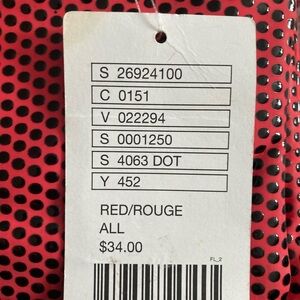 S 26924100
C 0151
V 022294
S 0001250
S 4063 DOT
Y 452
RED/ROUGE
ALL
$34.00
FL_2